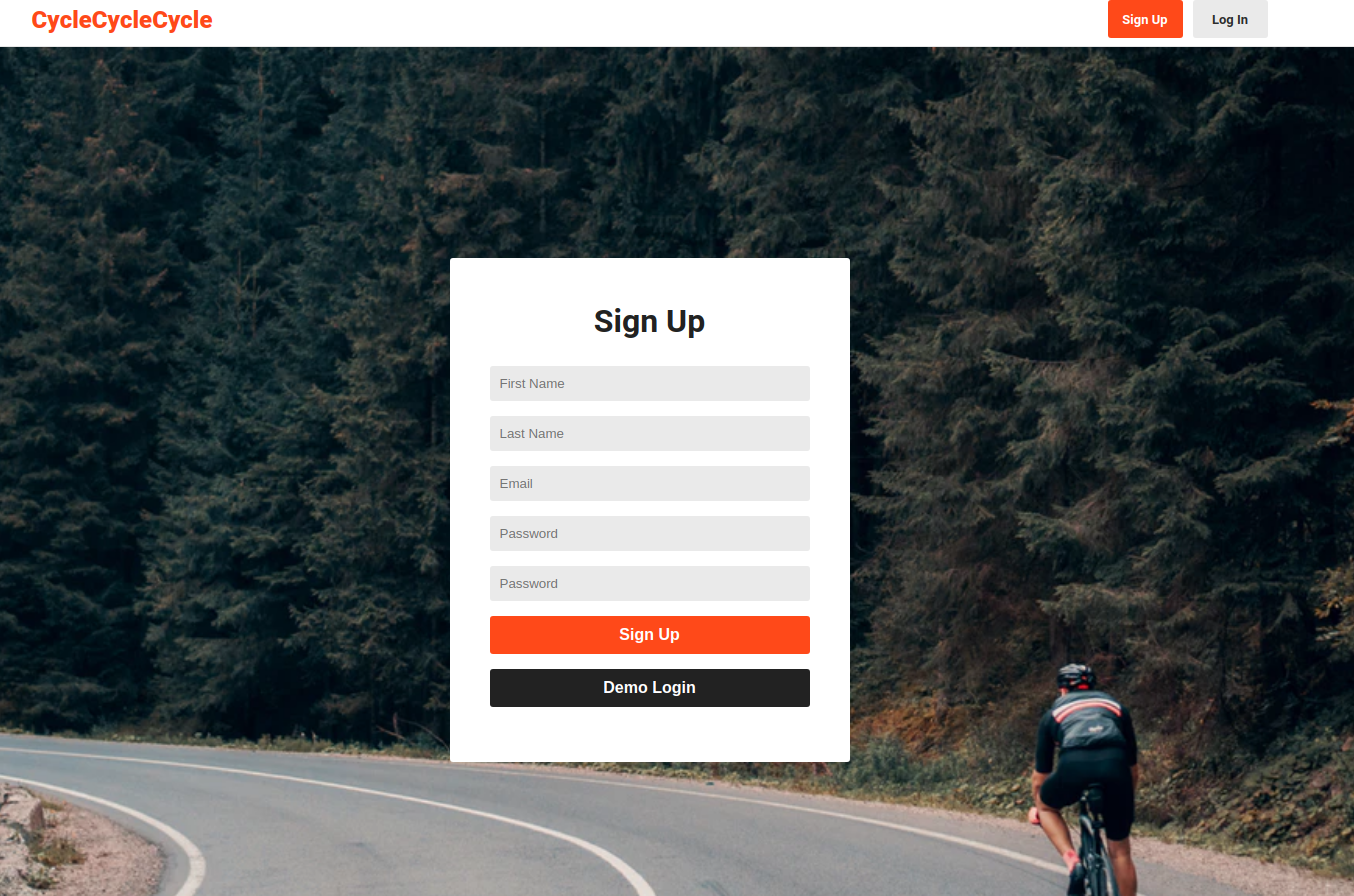 CycleCycleCycle
Sign Up
Log In
Sign Up
First Name
Last Name
Email
Password
Password
Sign Up
Demo Login